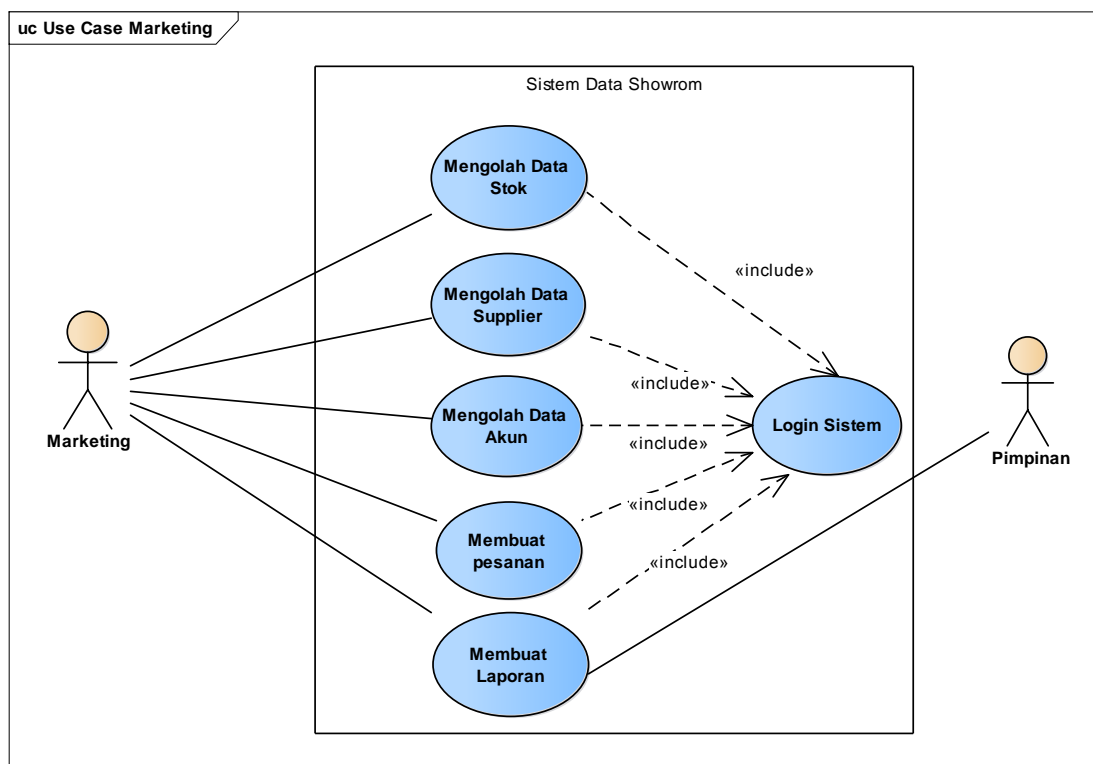 uc Use Case Marketing
Sistem Data Showrom
Mengolah Data
Stok
«include»
Mengolah Data
Supplier
«include»
Mengolah Data
Akun
«include»
Login Sistem
Marketing
Pimpinan
Membuat
pesanan
«include»
«include»
Membuat
Laporan